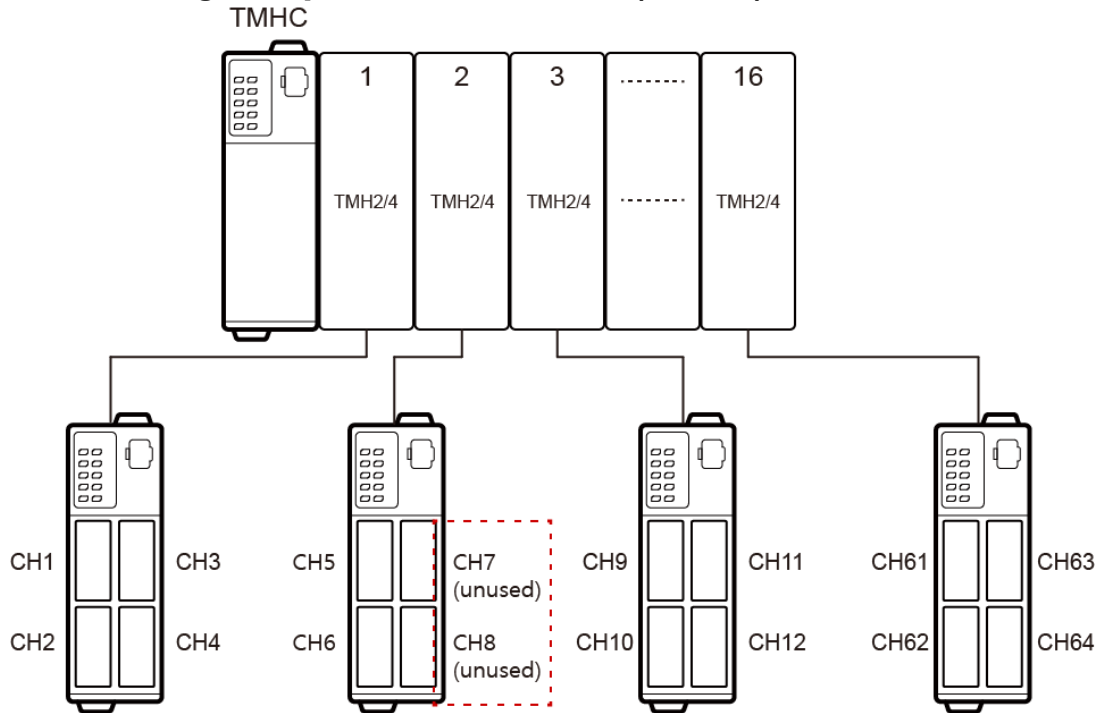 TMHC
1 2 3 ········ 16
TMH2/4 TMH2/4 TMH2/4 ········ TMH2/4
CH1 CH3 CH5 CH7 CH9 CH11 CH61 CH63
(unused)
CH2 CH4 CH6 CH8 CH10 CH12 CH62 CH64
(unused)